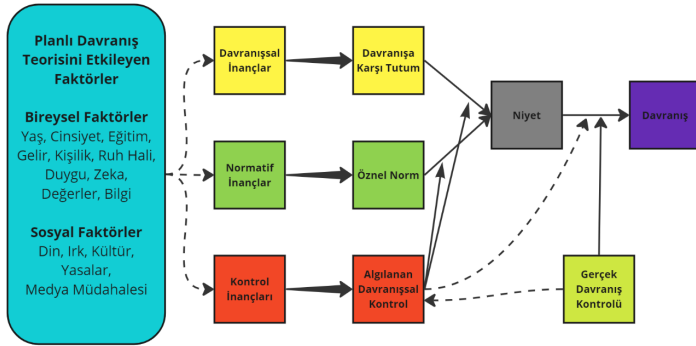 Planlı Davranış
Teorisini Etkileyen
Faktörler
Bireysel Faktörler
Yaş, Cinsiyet, Eğitim,
Gelir, Kişilik, Ruh Hali,
Duygu, Zeka,
Değerler, Bilgi
Sosyal Faktörler
Din, Irk, Kültür,
Yasalar,
Medya Müdahalesi
Davranışsal
İnançlar
Davranışa
Karşı Tutum
Niyet
Davranış
Normatif
İnançlar
Öznel Norm
Kontrol
İnançları
Algılanan
Davranışsal
Kontrol
Gerçek
Davranış
Kontrolü